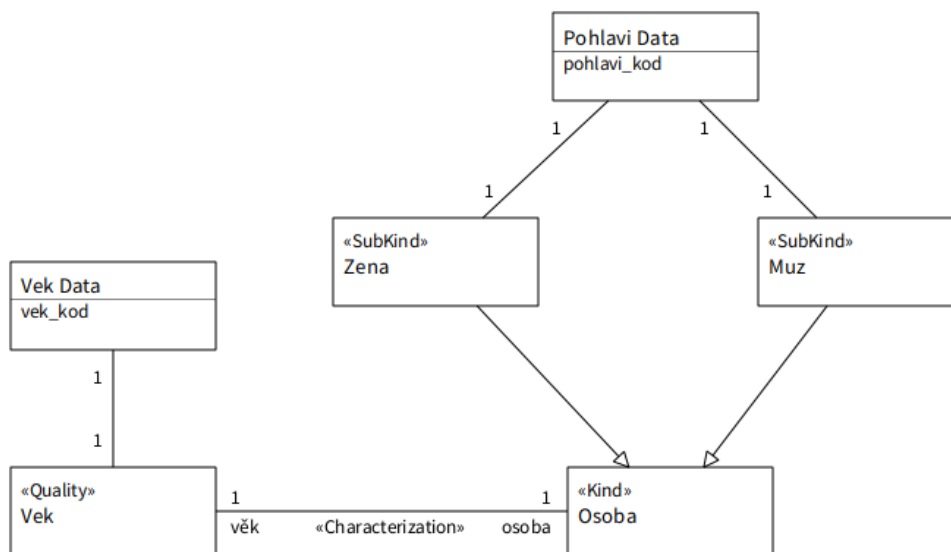 Pohlavi Data
pohlavi_kod
1
1
1
1
«SubKind»
Zena
«SubKind»
Muz
Vek Data
vek_kod
1
1
«Quality»
Vek
1
věk
«Characterization»
1
osoba
«Kind»
Osoba